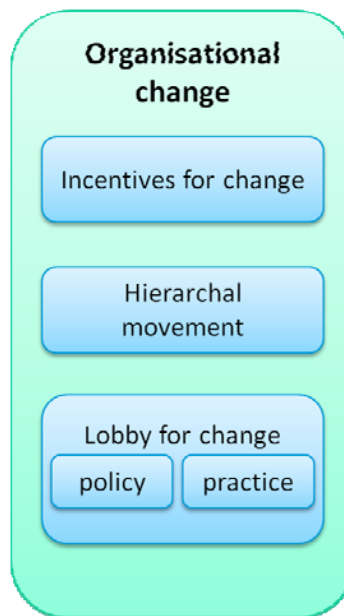 Organisational
change
Incentives for change
Hierarchal
movement
Lobby for change
policy practice